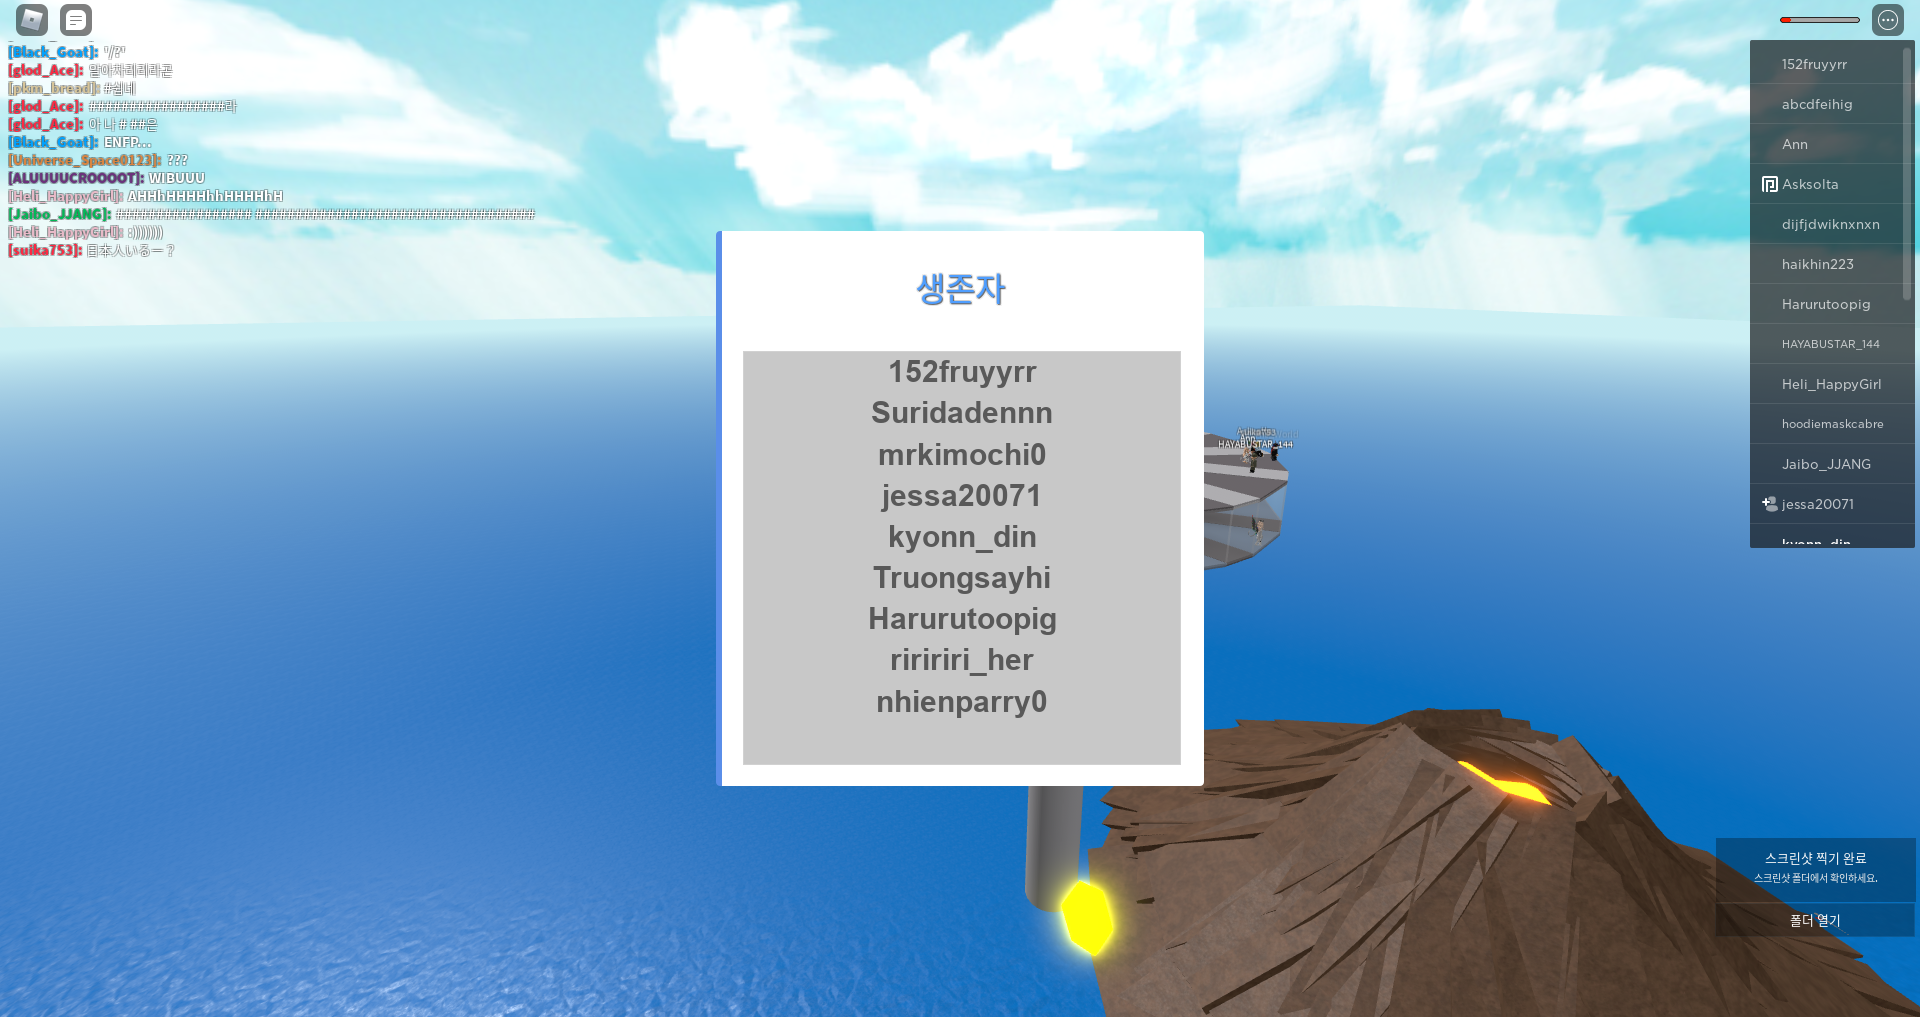 [Black_Goat]: '/?'
[glod_Ace]: 말아차리리라곤
[pkm_bread]: #쉽네
[glod_Ace]: #################라
[glod_Ace]: 아 나 # ##은
[Black_Goat]: ENFP...
[Universe_Space0123]: ???
[ALUUUUCROOOOT]: WIBUUU
[Heli_HappyGirl]: AHHhHHHHhhHHHHhH
[Jaibo_JJANG]:
[Heli_HappyGirl]: :)))))))
[suika753]: 日本人いるー？
생존자
152fruyyrr
Suridadennn
mrkimochi0
jessa20071
kyonn_din
Truongsayhi
Harurutoopig
riririri_her
nhienparry0
HAYABUSTAR_144
152fruyyrr
abcdfeihig
Ann
Asksolta
dijfjdwiknxnxn
haikhin223
Harurutoopig
HAYABUSTAR_144
Heli_HappyGirl
hoodiemaskcabre
Jaibo_JJANG
jessa20071
kyonn_din
스크린샷 찍기 완료
스크린샷 폴더에서 확인하세요.
폴더 열기